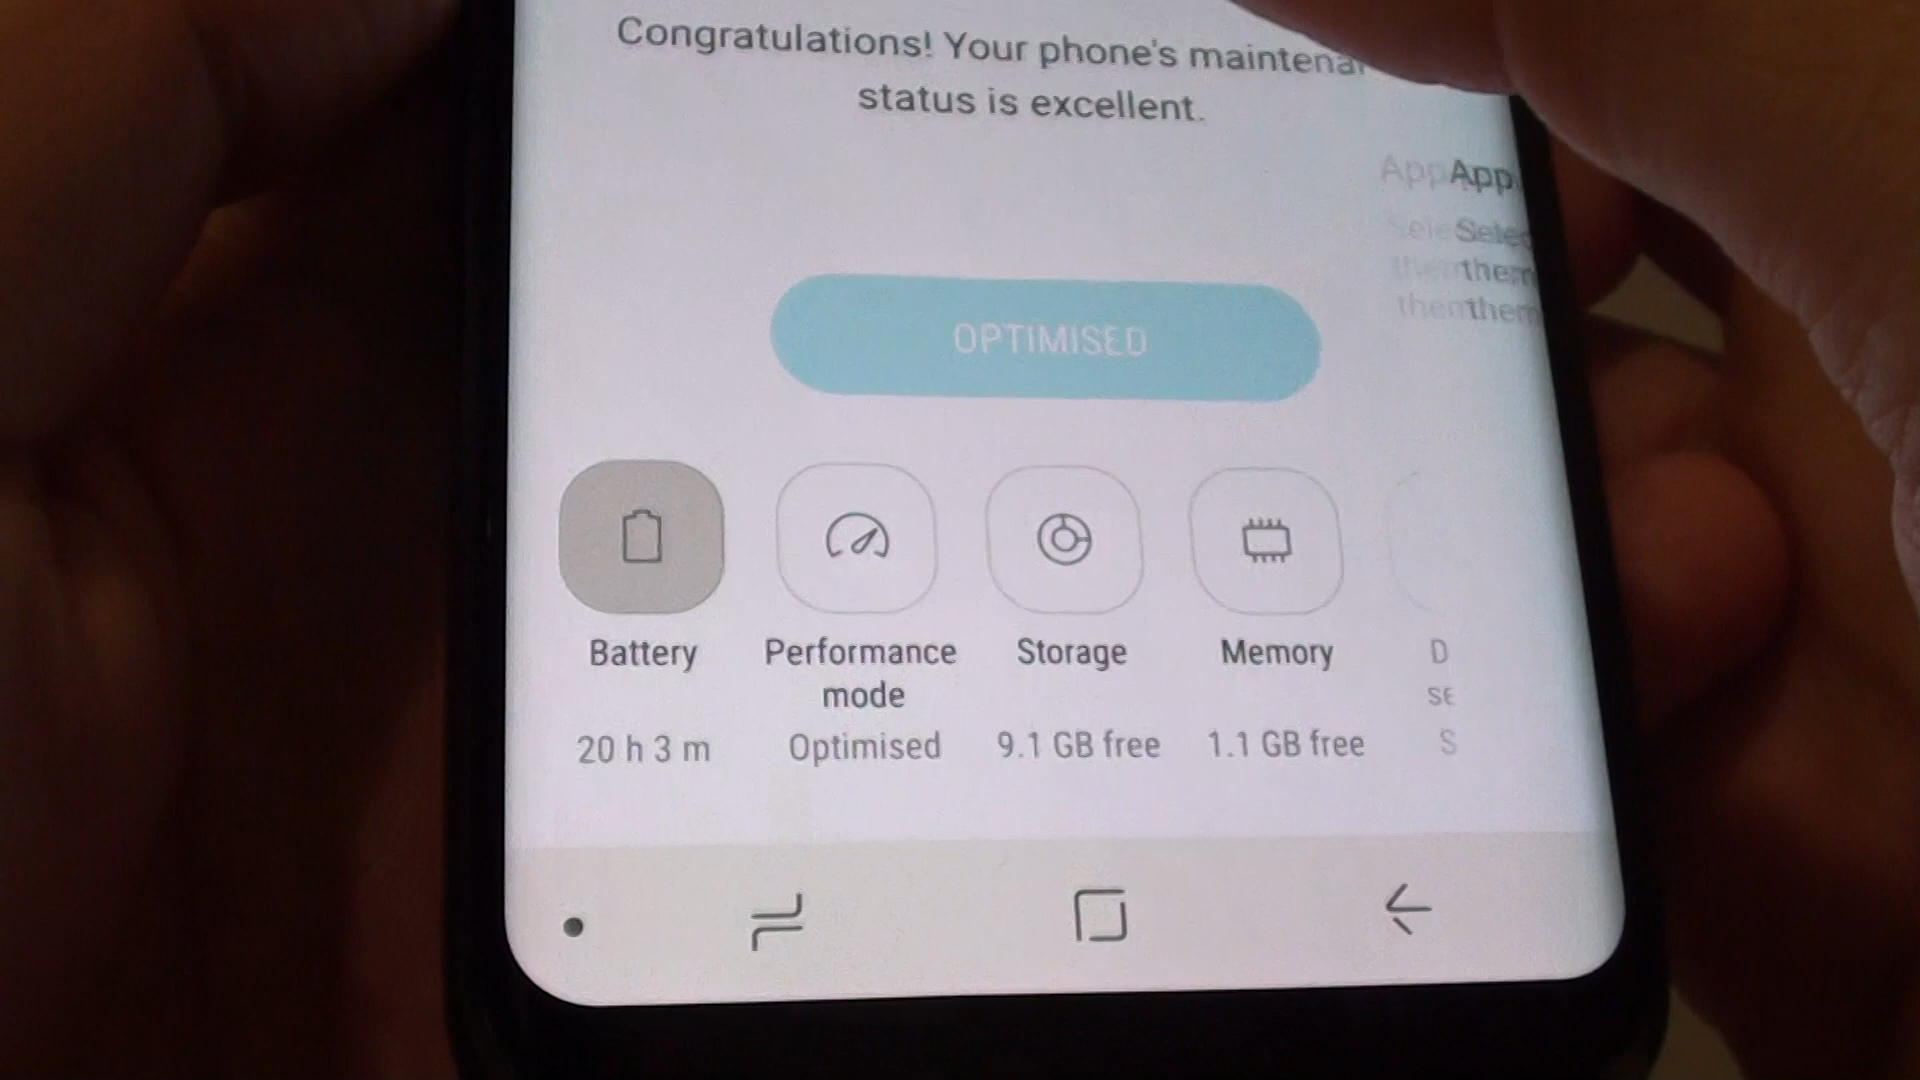 Congratulations! Your phone's
status is excellent.
App
OPTIMISED
Battery
Performance
mode
Storage
Memory
20 h 3 m
Optimised
9.1 GB free
1.1 GB free